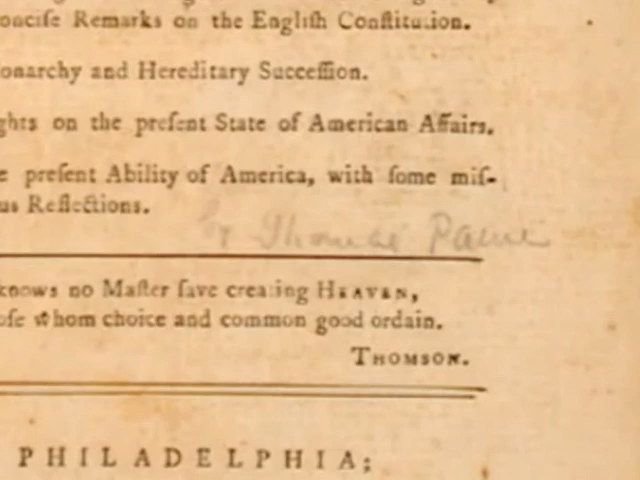 oncise Remarks on the English Constitution.
onarchy and Hereditary Succession.
ghts on the present State of American Affairs.
e present Ability of America, with some mis-
us Reflections.
by Thomas Paine
knows no Master save creating HEAVEN,
ose whom choice and common good ordain.
THOMSON.
PHILADELPHIA;